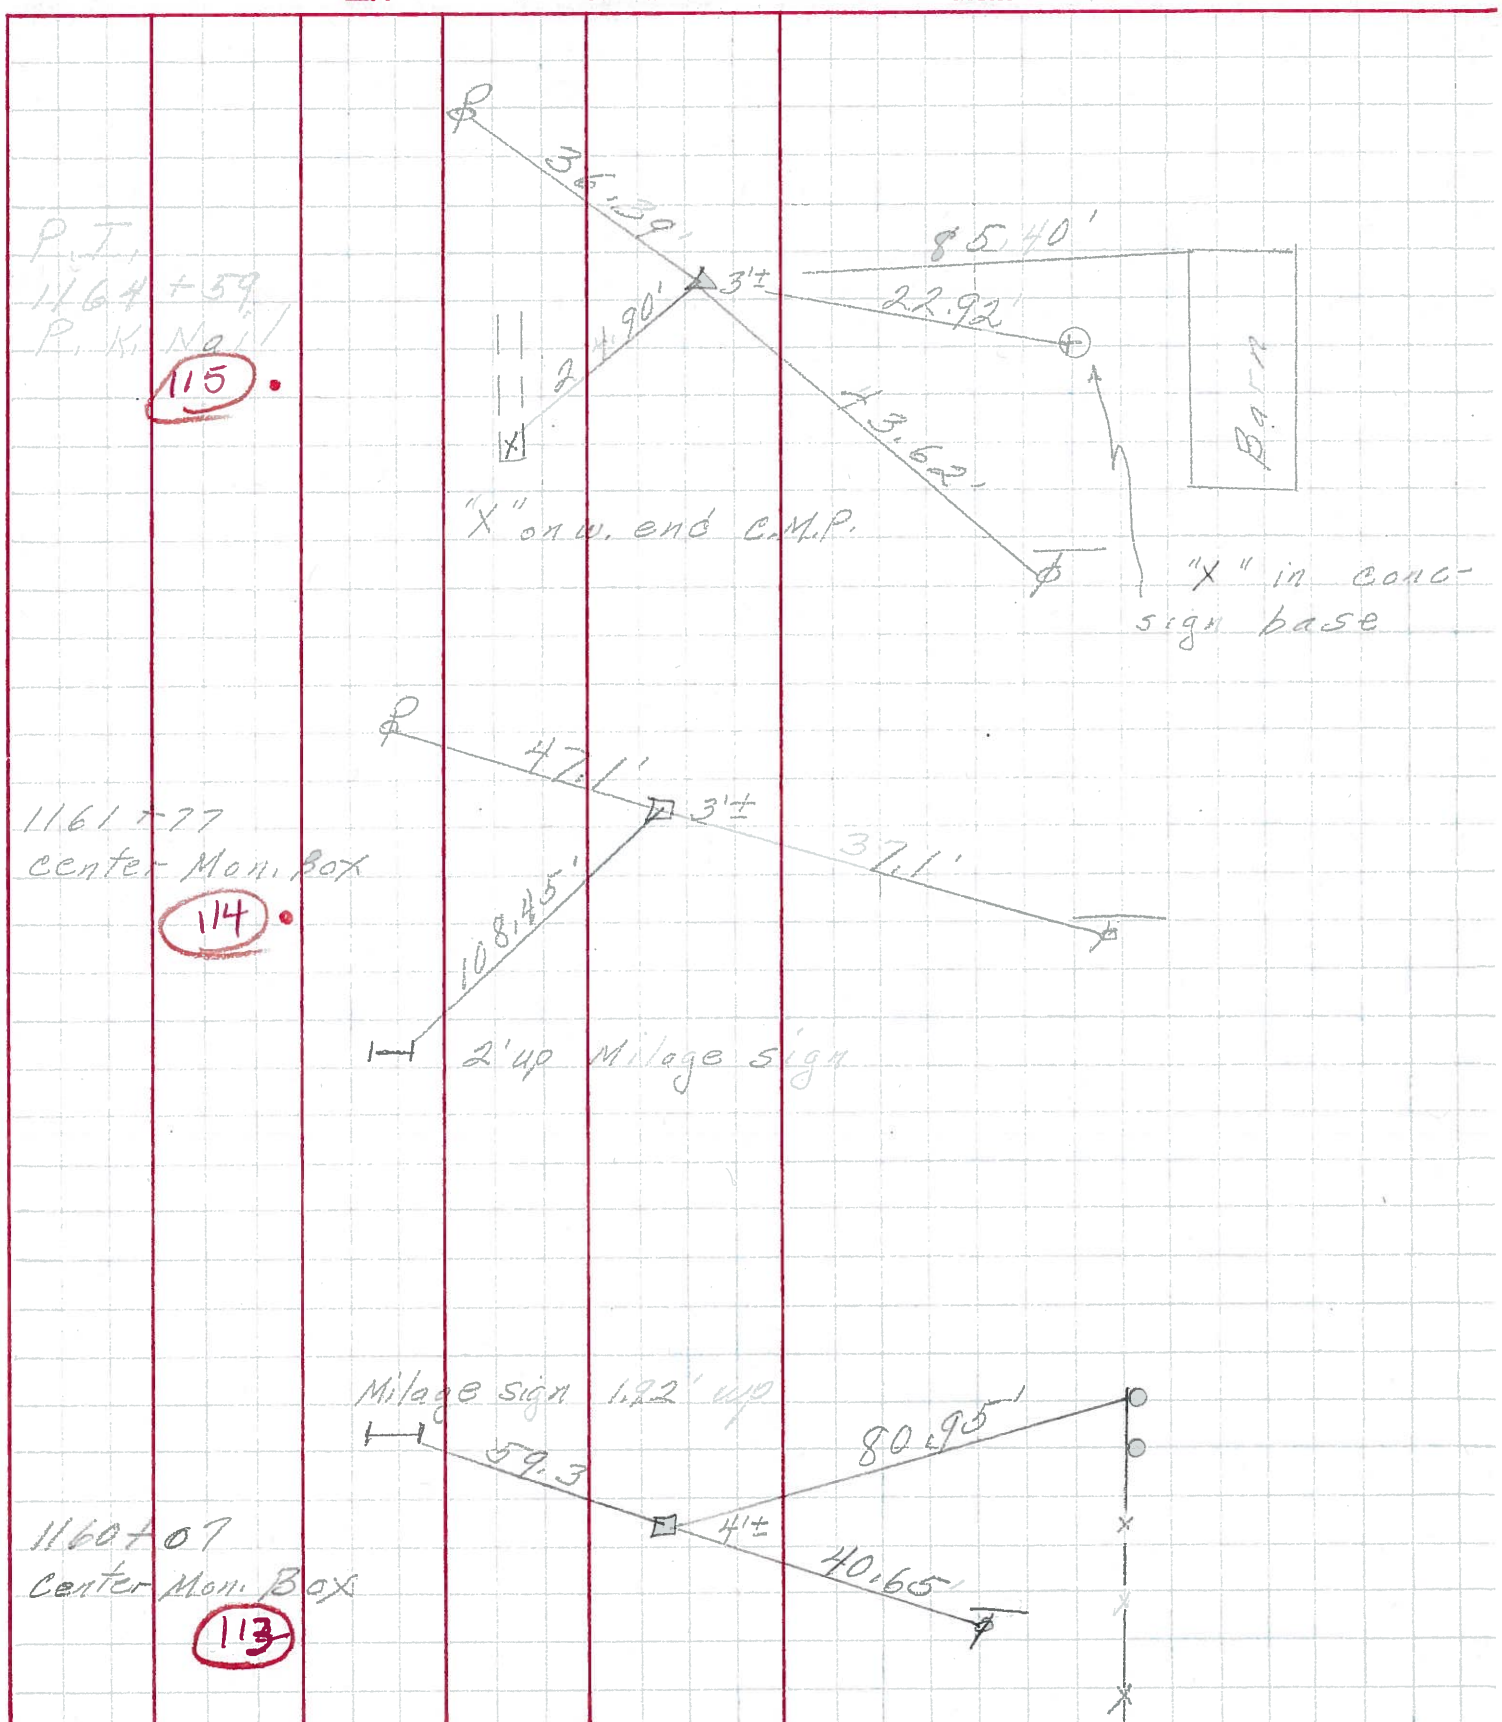 36.39'
P.I.
1164+59
P.K. Nail
115
3'±
85.40'
22.92'
24.90'
43.62'
Barn
X
"X" on w. end C.M.P.
"X" in conc-
sign base
47.1'
3'±
37.1'
1161+77
center Mon. Box
114
108.45'
2' up Milage sign
Milage sign 1.92' up
59.3
80.95'
4'±
40.65'
1160+07
Center Mon. Box
113